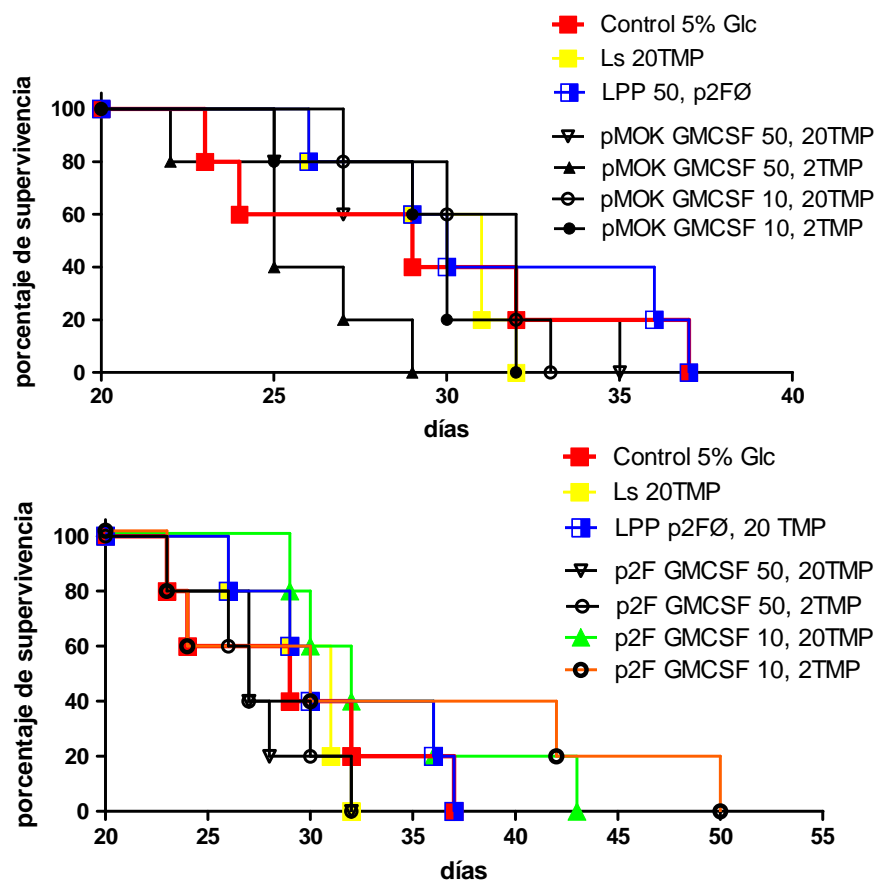 Control 5% Glc
Ls 20TMP
LPP 50, p2FØ
pMOK GMCSF 50, 20TMP
pMOK GMCSF 50, 2TMP
pMOK GMCSF 10, 20TMP
pMOK GMCSF 10, 2TMP
porcentaje de supervivencia
100
80
60
40
20
0
20 25 30 35 40
días
Control 5% Glc
Ls 20TMP
LPP p2FØ, 20 TMP
p2F GMCSF 50, 20TMP
p2F GMCSF 50, 2TMP
p2F GMCSF 10, 20TMP
p2F GMCSF 10, 2TMP
porcentaje de supervivencia
100
80
60
40
20
0
20 25 30 35 40 45 50 55
días